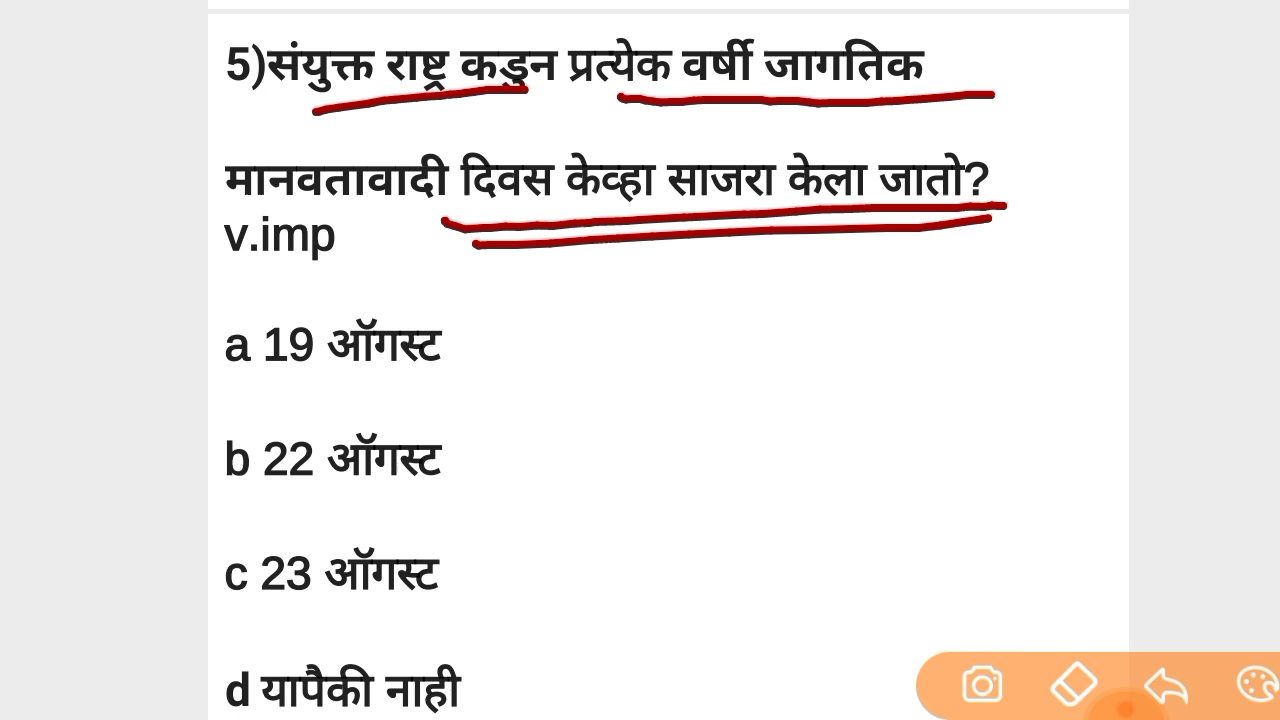 5)संयुक्त राष्ट्र कडुन प्रत्येक वर्षी जागतिक
मानवतावादी दिवस केव्हा साजरा केला जातो?
v.imp
a 19 ऑगस्ट
b 22 ऑगस्ट
c 23 ऑगस्ट
d यापैकी नाही